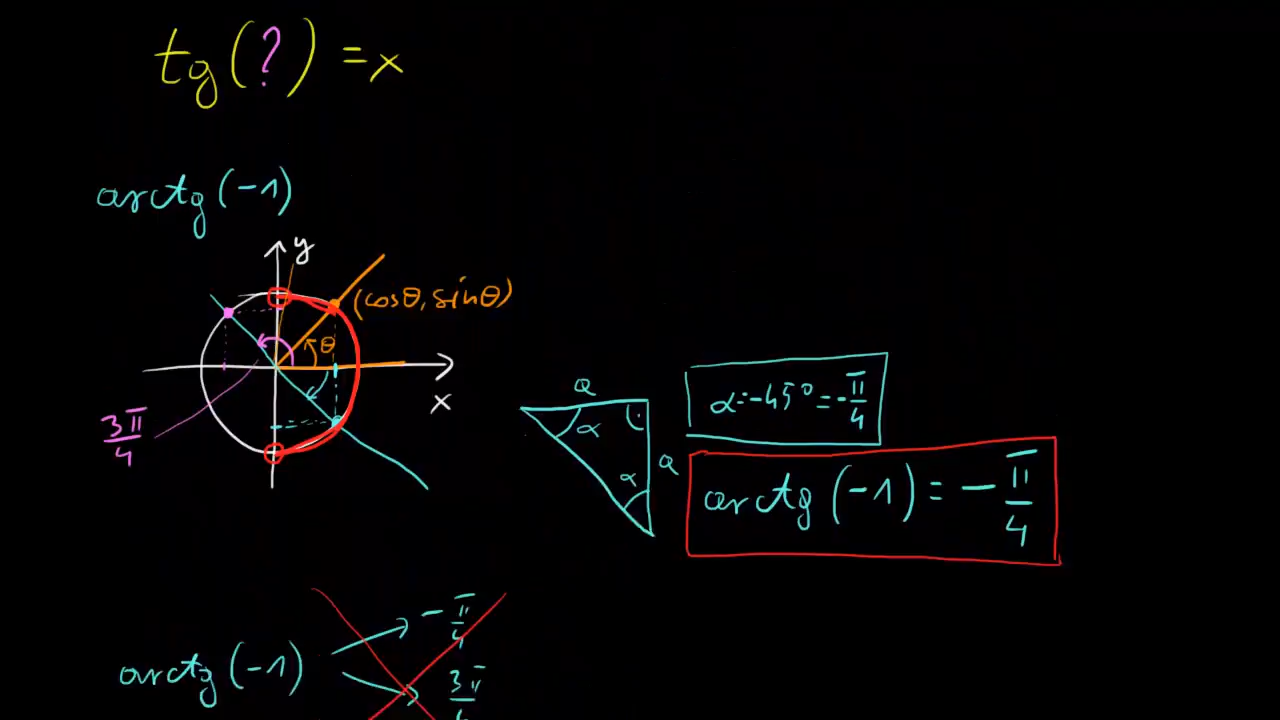 tg(?) = x
arctg(-1)
y
(cosθ, sinθ)
θ
x
3π/4
a
α
a
α
α=-45°=-π/4
arctg(-1) = -π/4
arctg(-1)
-π/4
3π/4